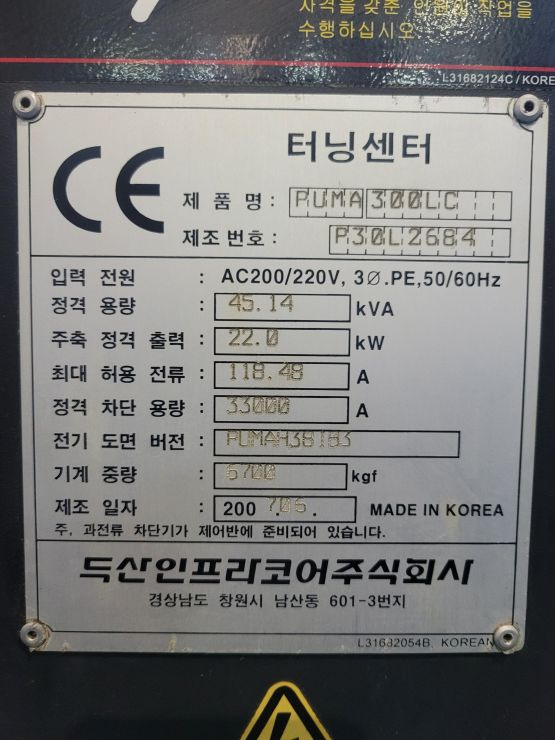 자격을 갖춘 인원이 작업을
수행하십시오.
L31682124C / KORE
CE
터닝센터
제 품 명 : PUMA 300LC
제조번호 : P30L2684
입력 전원 : AC200/220V, 3Ø.PE,50/60Hz
정격 용량 : 45.14 kVA
주축 정격 출력 : 22.0 kW
최대 허용 전류 : 118.48 A
정격 차단 용량 : 33000 A
전기 도면 버전 :
기계 중량 : 6700 kgf
제조 일자 : 200 7.06. MADE IN KOREA
주, 과전류 차단기가 제어반에 준비되어 있습니다.
두산인프라코어주식회사
경상남도 창원시 남산동 601-3번지
L31682054B, KOREAN